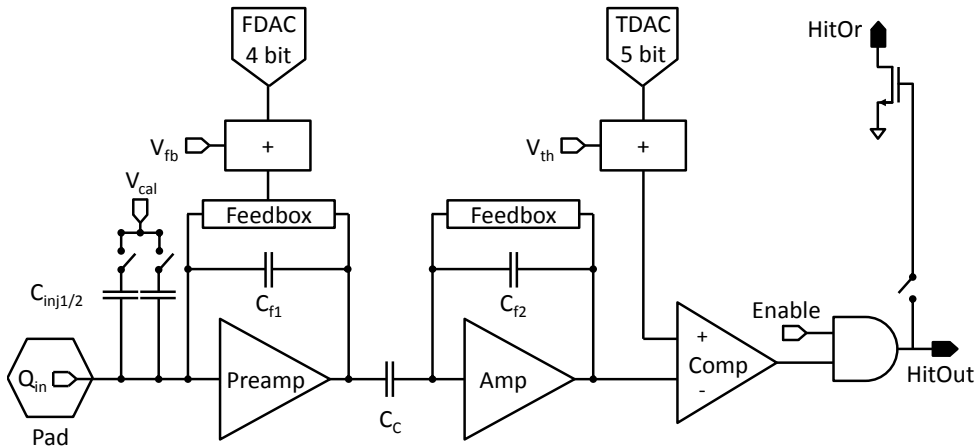 FDAC
4 bit
TDAC
5 bit
HitOr
V_fb
+
V_th
+
V_cal
Feedbox
Feedbox
C_inj1/2
C_f1
C_f2
Enable
Q_in
Preamp
Amp
+
Comp
-
HitOut
C_C
Pad